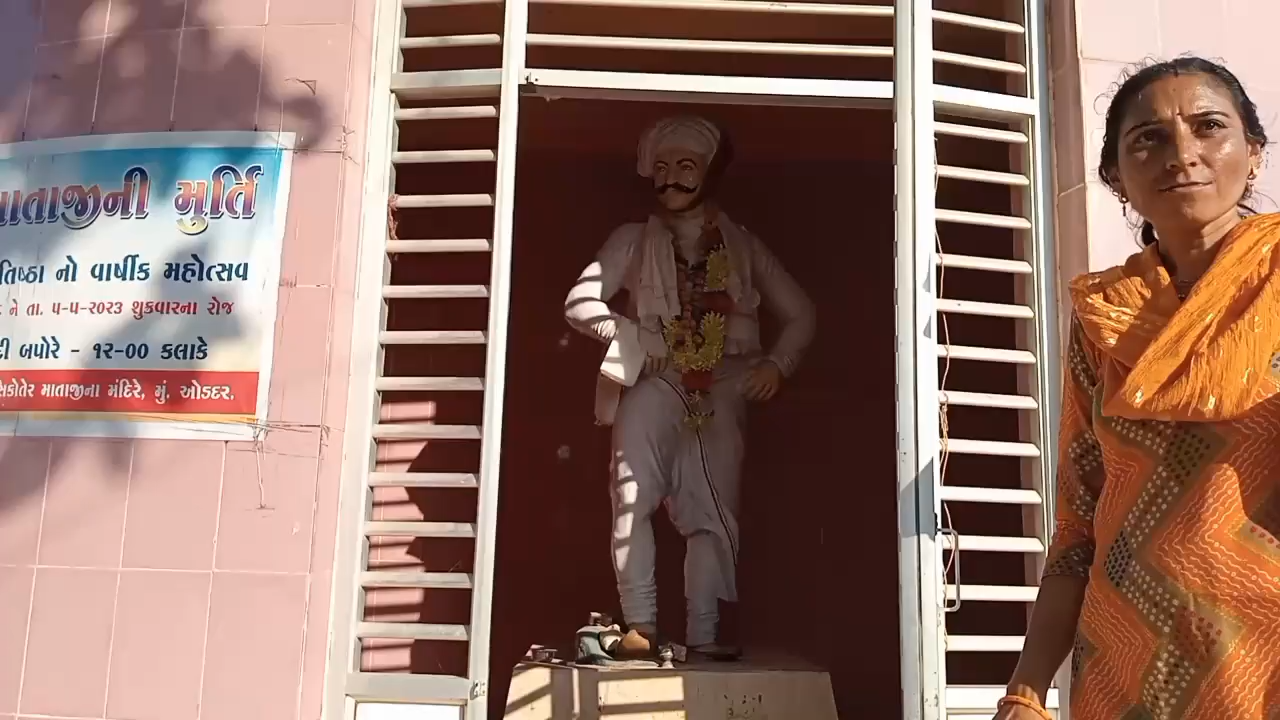 માતાજીની મુર્તિ
તિષ્ઠા નો વાર્ષીક મહોત્સવ
ને તા. ૫-૫-૨૦૨૩ શુક્રવારના રોજ
બપોરે - ૧૨-૦૦ કલાકે
સિકોતેર માતાજીના મંદિરે, મું. ઓડદર.